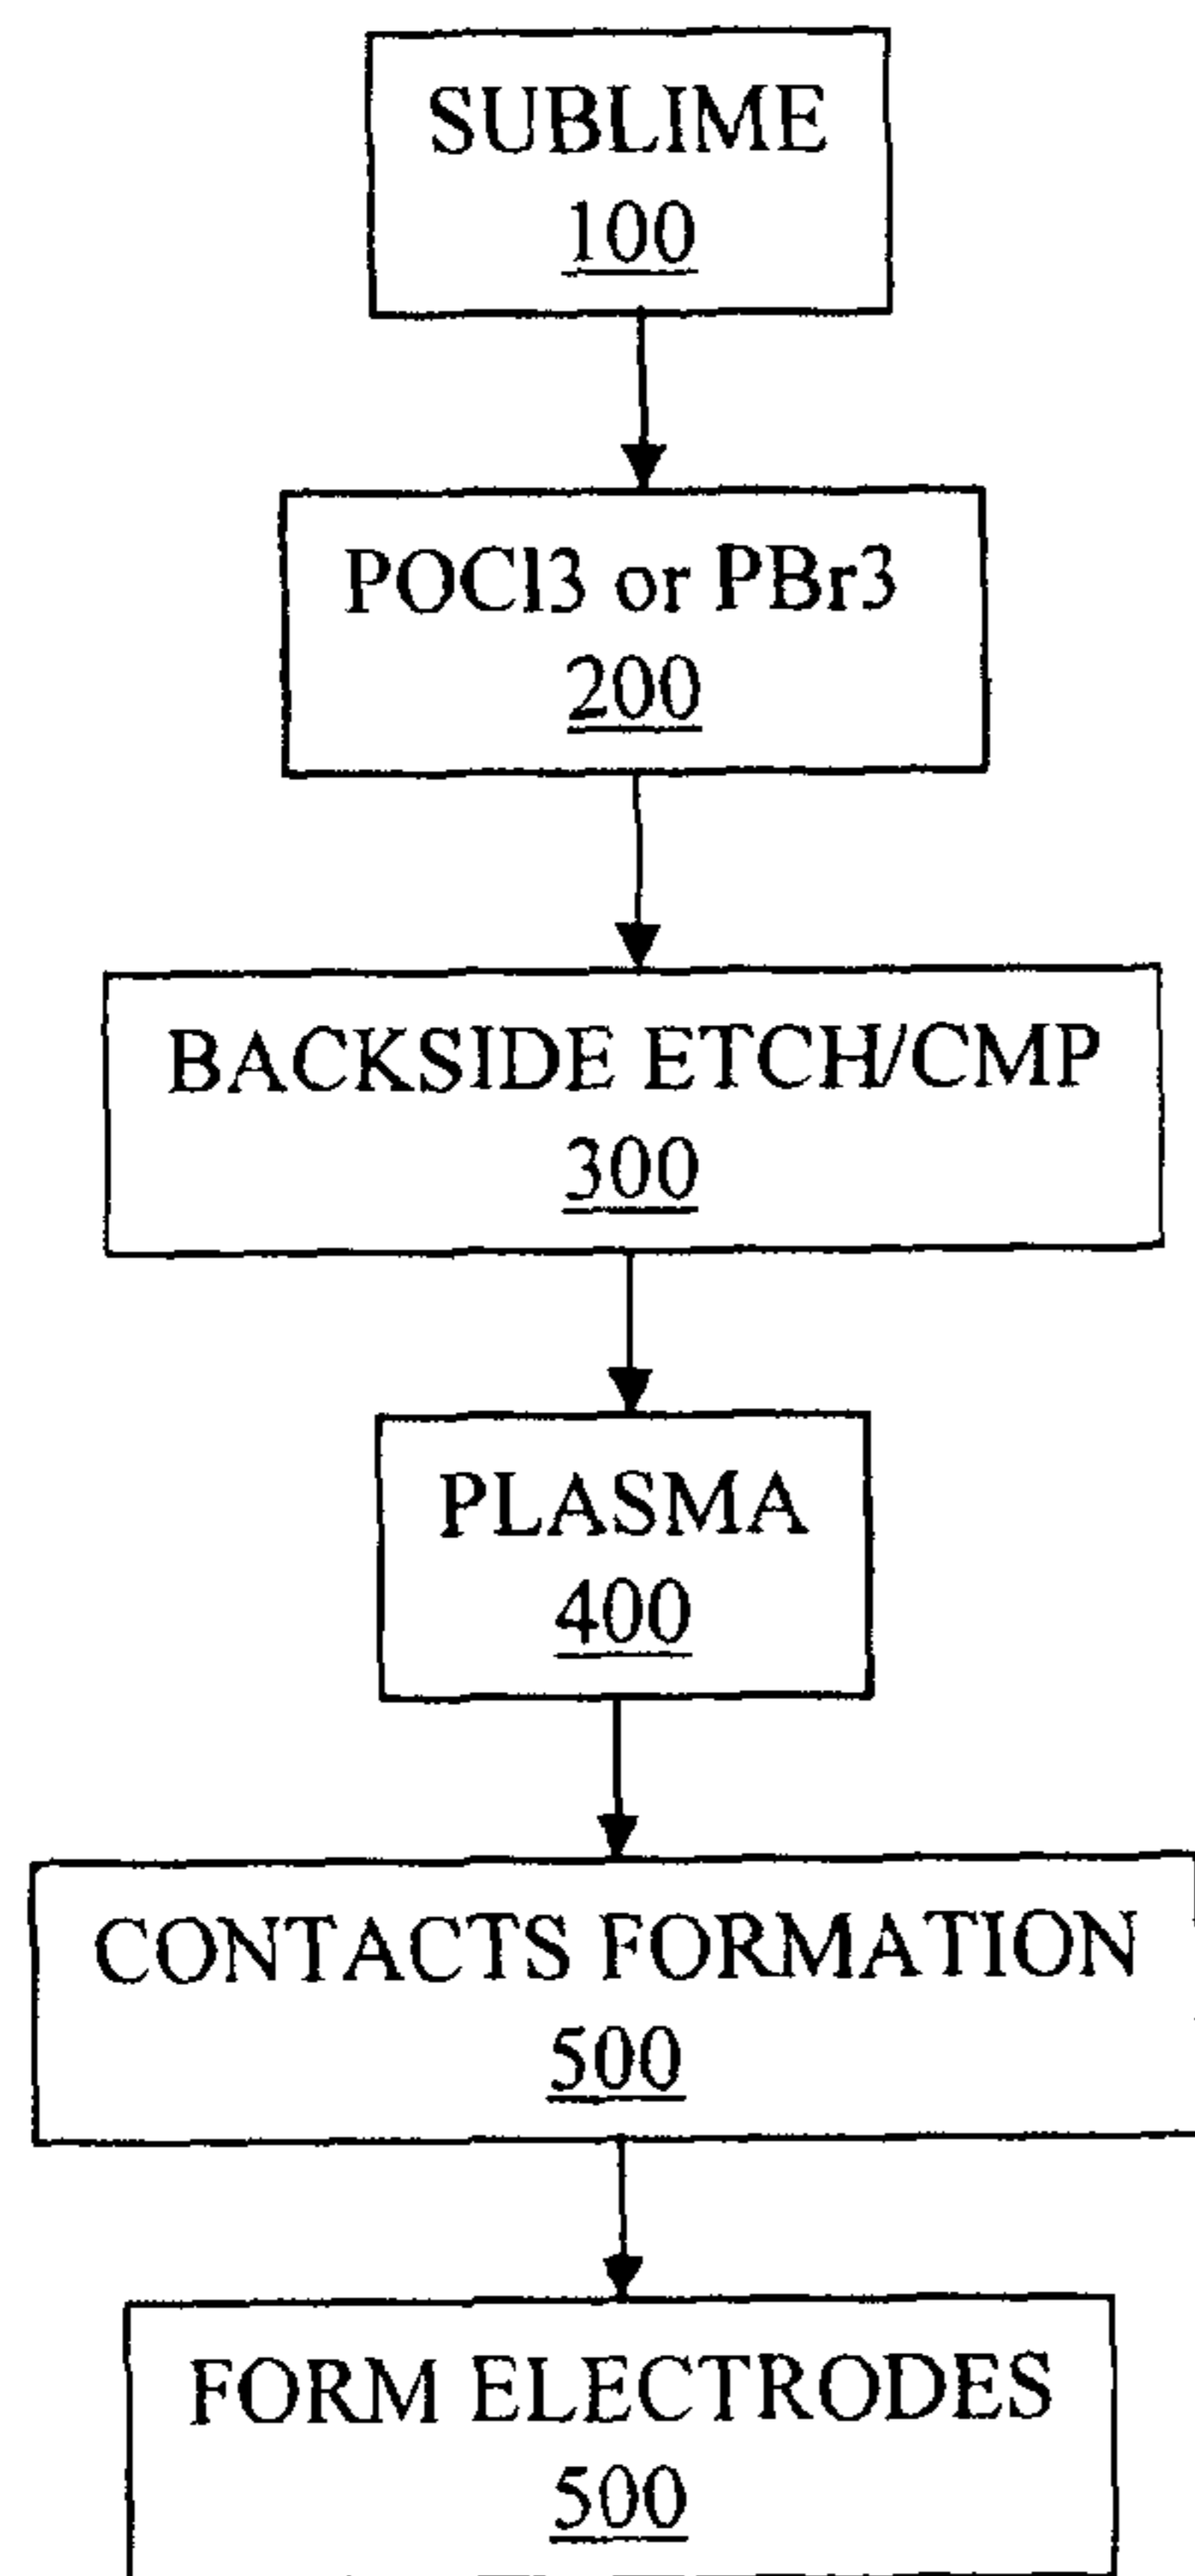 SUBLIME
100
POCl3 or PBr3
200
BACKSIDE ETCH/CMP
300
PLASMA
400
CONTACTS FORMATION
500
FORM ELECTRODES
500